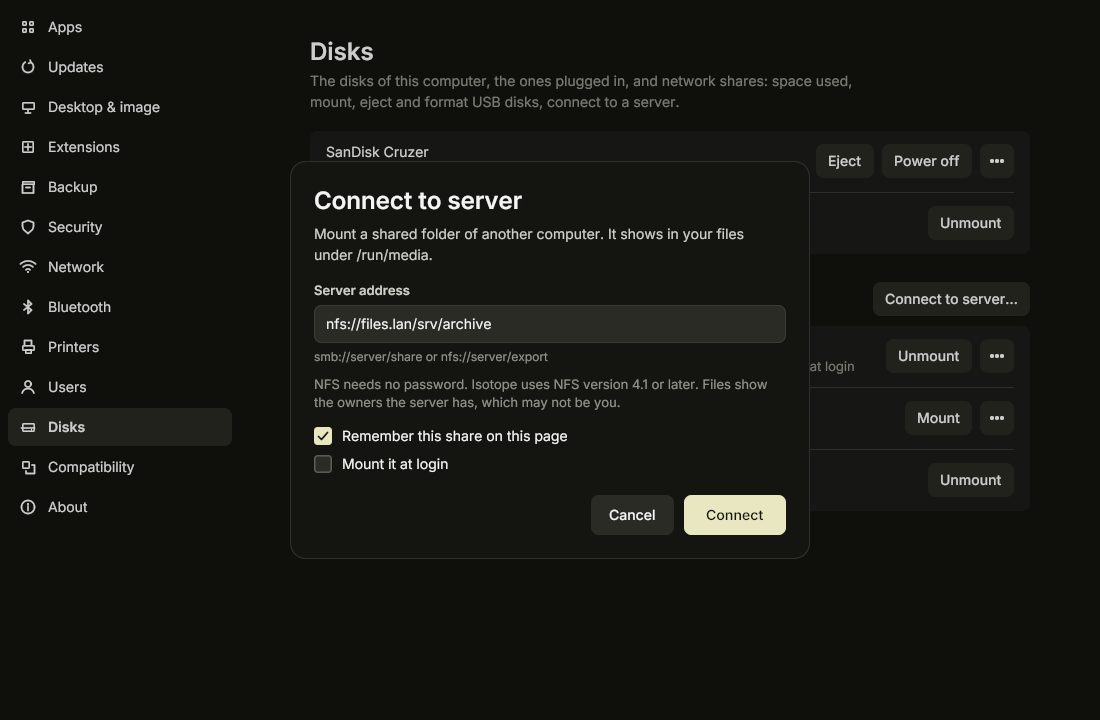 Apps
Updates
Desktop & image
Extensions
Backup
Security
Network
Bluetooth
Printers
Users
Disks
Compatibility
About
Disks
The disks of this computer, the ones plugged in, and network shares: space used,
mount, eject and format USB disks, connect to a server.
SanDisk Cruzer
Eject
Power off
Unmount
Connect to server...
at login
Unmount
Mount
Unmount
Connect to server
Mount a shared folder of another computer. It shows in your files
under /run/media.
Server address
nfs://files.lan/srv/archive
smb://server/share or nfs://server/export
NFS needs no password. Isotope uses NFS version 4.1 or later. Files show
the owners the server has, which may not be you.
Remember this share on this page
Mount it at login
Cancel
Connect